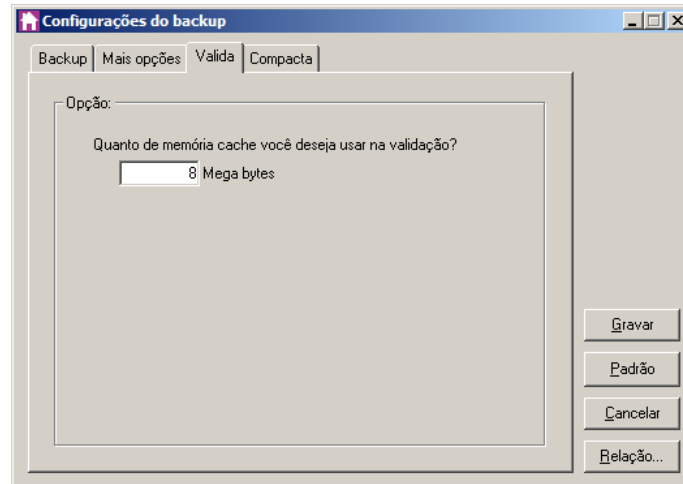 Configurações do backup
Backup Mais opções Valida Compacta
Opção:
Quanto de memória cache você deseja usar na validação?
8 Mega bytes
Gravar
Padrão
Cancelar
Relação...